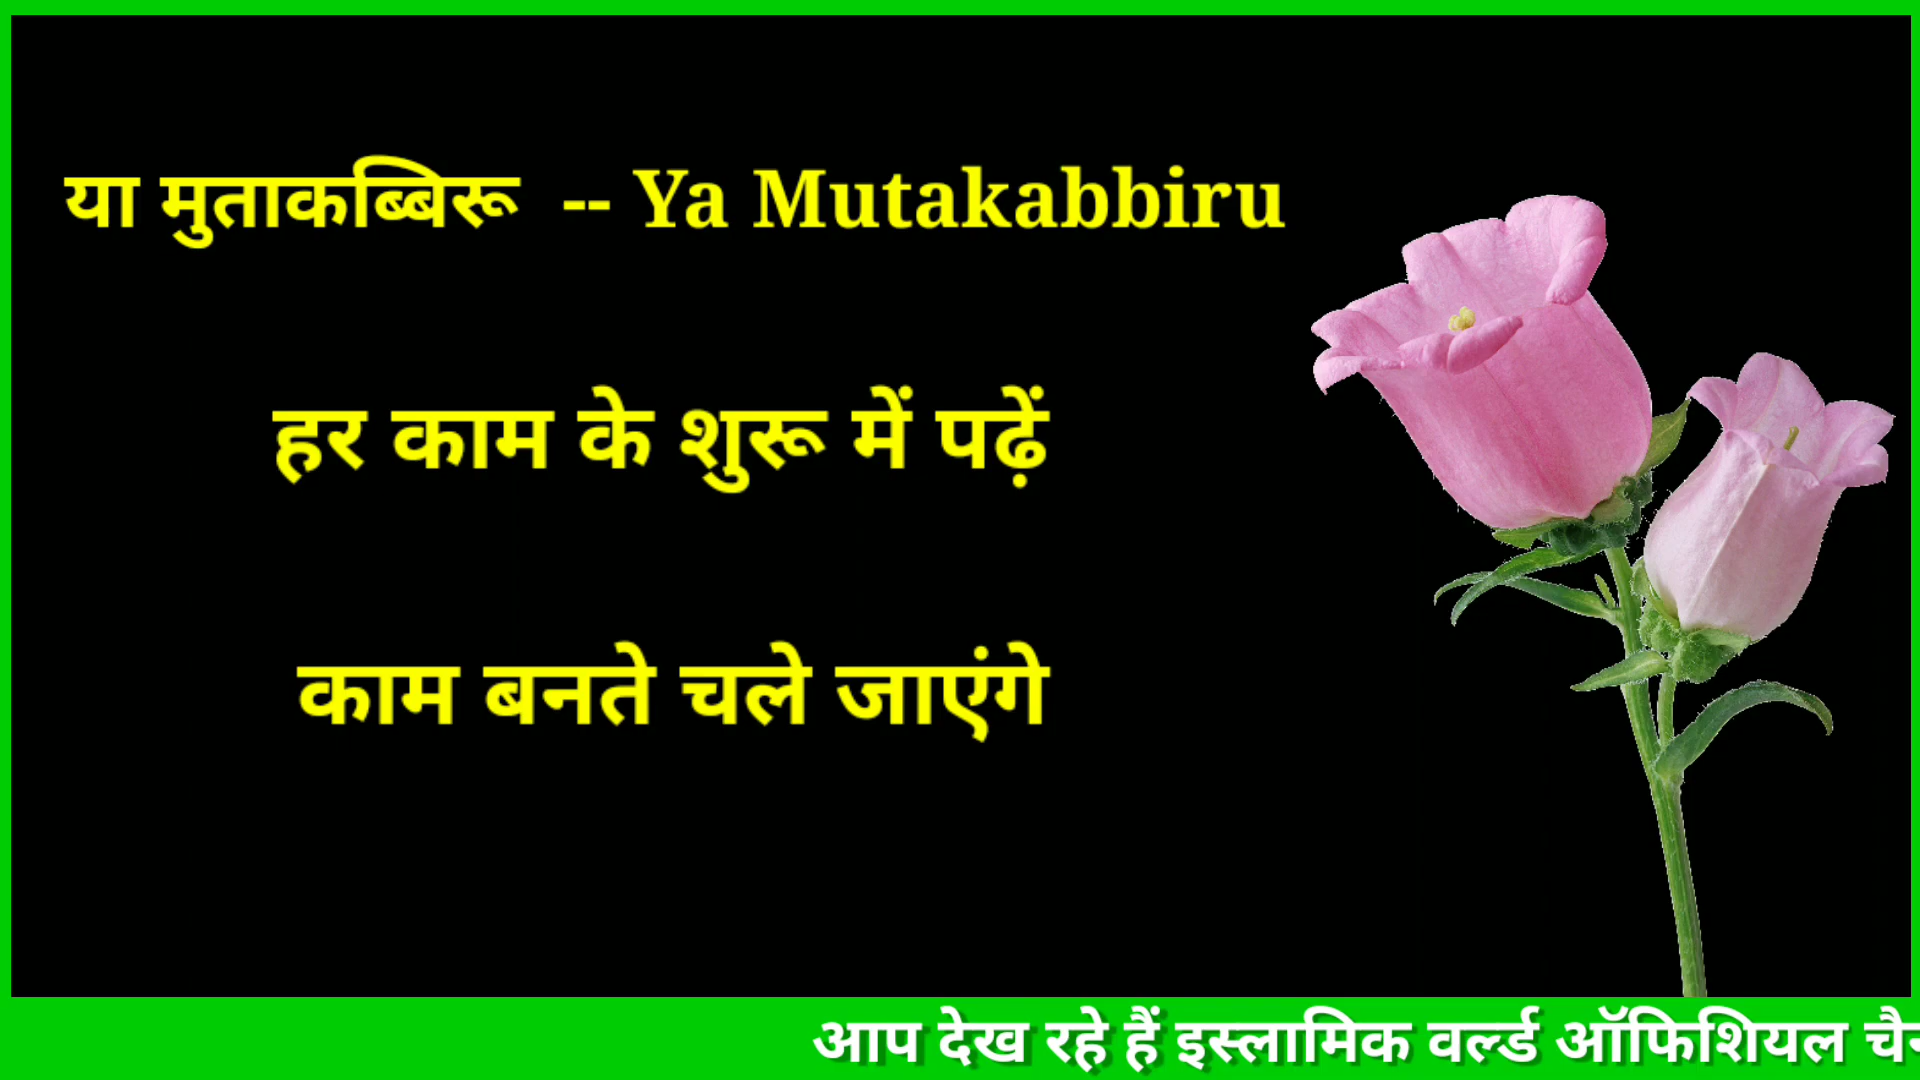 या मुताकब्बिरू -- Ya Mutakabbiru
हर काम के शुरू में पढ़ें
काम बनते चले जाएंगे
आप देख रहे हैं इस्लामिक वर्ल्ड ऑफिशियल